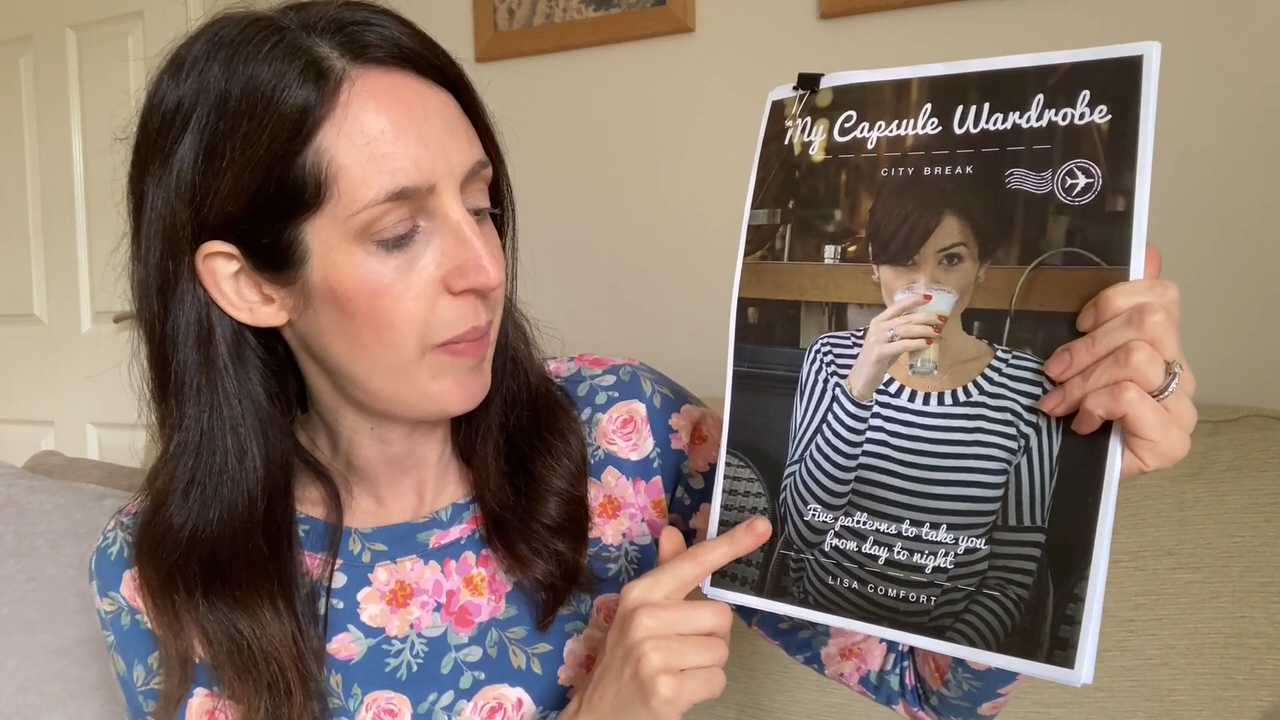 My Capsule Wardrobe
CITY BREAK
Five patterns to take you
from day to night
LISA COMFORT